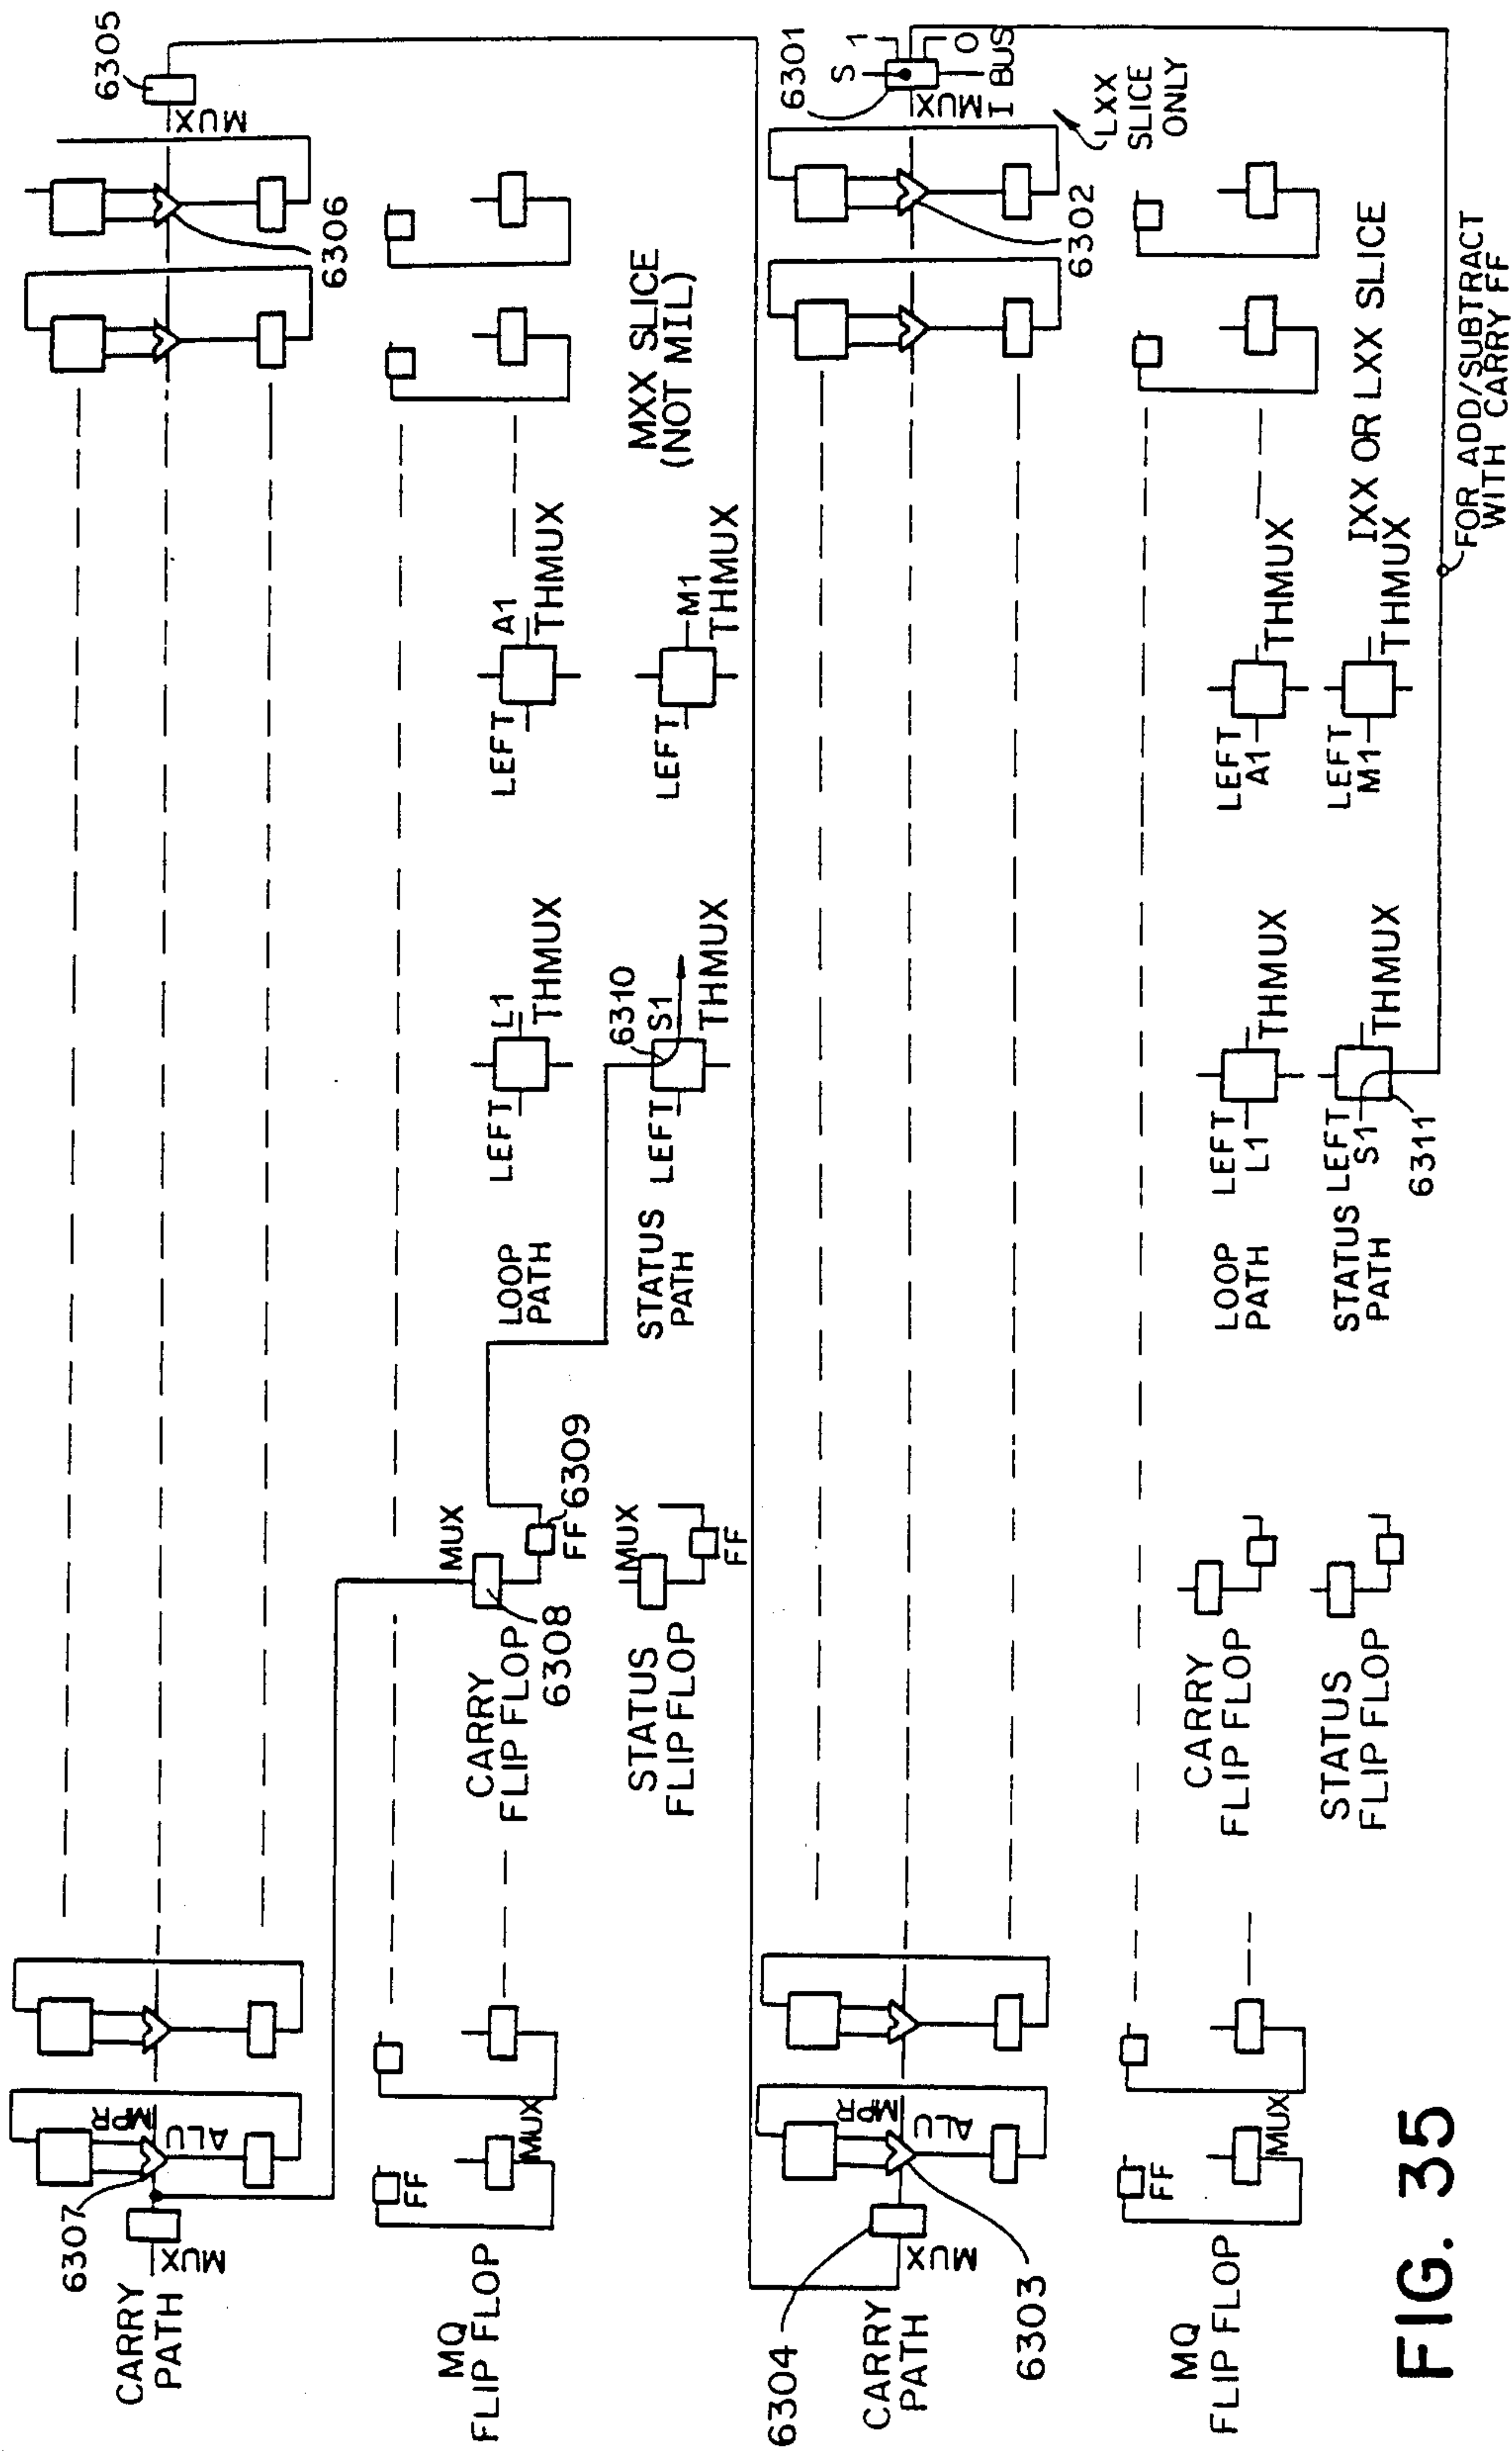 6305
MUX
6306
6307
MPR
ALU
MUX
CARRY
PATH
FF
MUX
MQ
FLIP FLOP
MUX
6308
FF
6309
CARRY
FLIP FLOP
MUX
FF
STATUS
FLIP FLOP
LOOP
PATH
LEFT
L1
THMUX
6310
STATUS
PATH
LEFT
S1
THMUX
LEFT
A1
THMUX
LEFT
M1
THMUX
MXX SLICE
(NOT MIL)
6301
S
1
0
I BUS
MUX
LXX
SLICE
ONLY
6302
6304
MUX
MPR
ALU
6303
CARRY
PATH
FF
MUX
MQ
FLIP FLOP
CARRY
FLIP FLOP
STATUS
FLIP FLOP
LOOP
PATH
LEFT
L1
THMUX
STATUS
PATH
LEFT
S1
THMUX
6311
LEFT
A1
THMUX
LEFT
M1
THMUX
IXX OR LXX SLICE
FOR ADD/SUBTRACT
WITH CARRY FF
FIG. 35